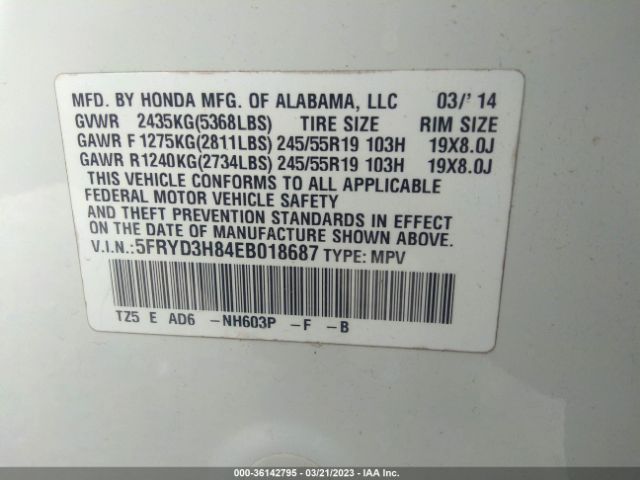 MFD. BY HONDA MFG. OF ALABAMA, LLC 03/' 14
GVWR 2435KG(5368LBS) TIRE SIZE RIM SIZE
GAWR F 1275KG(2811LBS) 245/55R19 103H 19X8.0J
GAWR R1240KG(2734LBS) 245/55R19 103H 19X8.0J
THIS VEHICLE CONFORMS TO ALL APPLICABLE
FEDERAL MOTOR VEHICLE SAFETY
AND THEFT PREVENTION STANDARDS IN EFFECT ON THE
DATE OF MANUFACTURE SHOWN ABOVE.
V.I.N.:5FRYD3H84EB018687 TYPE: MPV
TZ5 E AD6 -NH603P -F -B
000-36142795 - 03/21/2023 - IAA Inc.